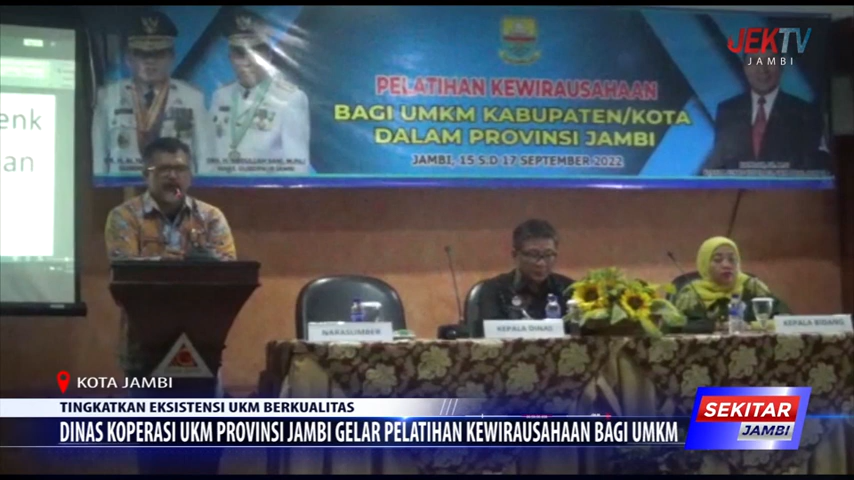 JEKTV
JAMBI
PELATIHAN KEWIRAUSAHAAN
BAGI UMKM KABUPATEN/KOTA
DALAM PROVINSI JAMBI
JAMBI, 15 S.D 17 SEPTEMBER 2022
enk
an
NARASUMBER
KEPALA DINAS
KEPALA BIDANG
KOTA JAMBI
TINGKATKAN EKSISTENSI UKM BERKUALITAS
DINAS KOPERASI UKM PROVINSI JAMBI GELAR PELATIHAN KEWIRAUSAHAAN BAGI UMKM
SEKITAR
JAMBI